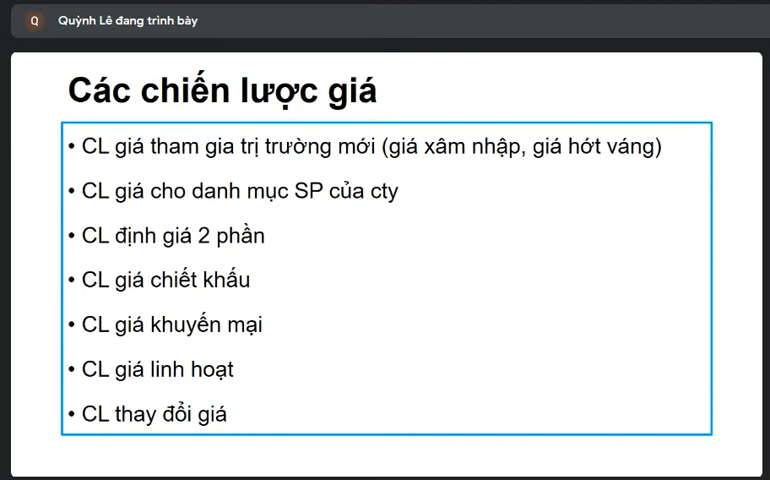 Q Quỳnh Lê đang trình bày
Các chiến lược giá
• CL giá tham gia trị trường mới (giá xâm nhập, giá hớt váng)
• CL giá cho danh mục SP của cty
• CL định giá 2 phần
• CL giá chiết khấu
• CL giá khuyến mại
• CL giá linh hoạt
• CL thay đổi giá